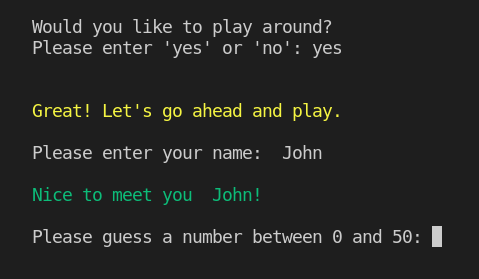 Would you like to play around?
Please enter 'yes' or 'no': yes
Great! Let's go ahead and play.
Please enter your name:  John
Nice to meet you  John!
Please guess a number between 0 and 50: